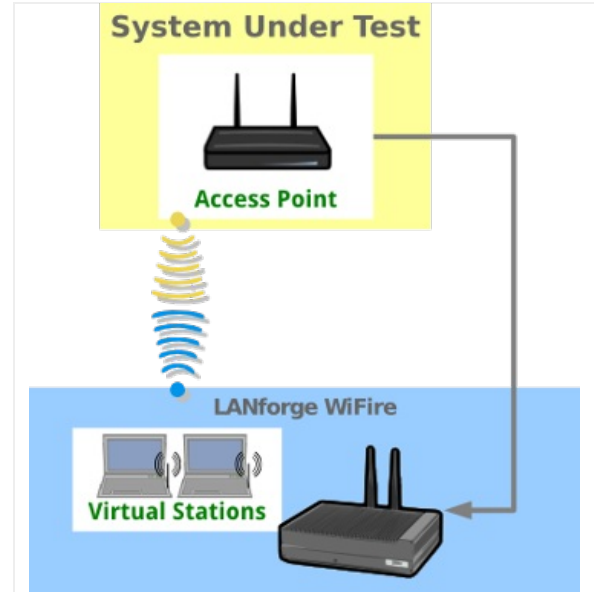 System Under Test
Access Point
LANforge WiFire
Virtual Stations